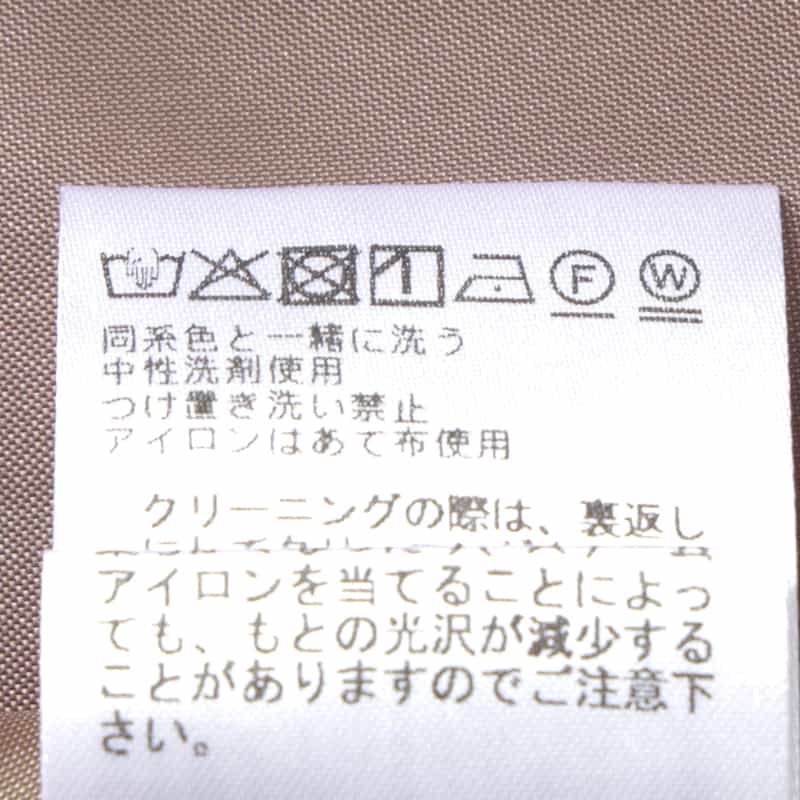 F W
同系色と一緒に洗う
中性洗剤使用
つけ置き洗い禁止
アイロンはあて布使用
クリーニングの際は、裏返し
アイロンを当てることによっ
ても、もとの光沢が減少する
ことがありますのでご注意下
さい。